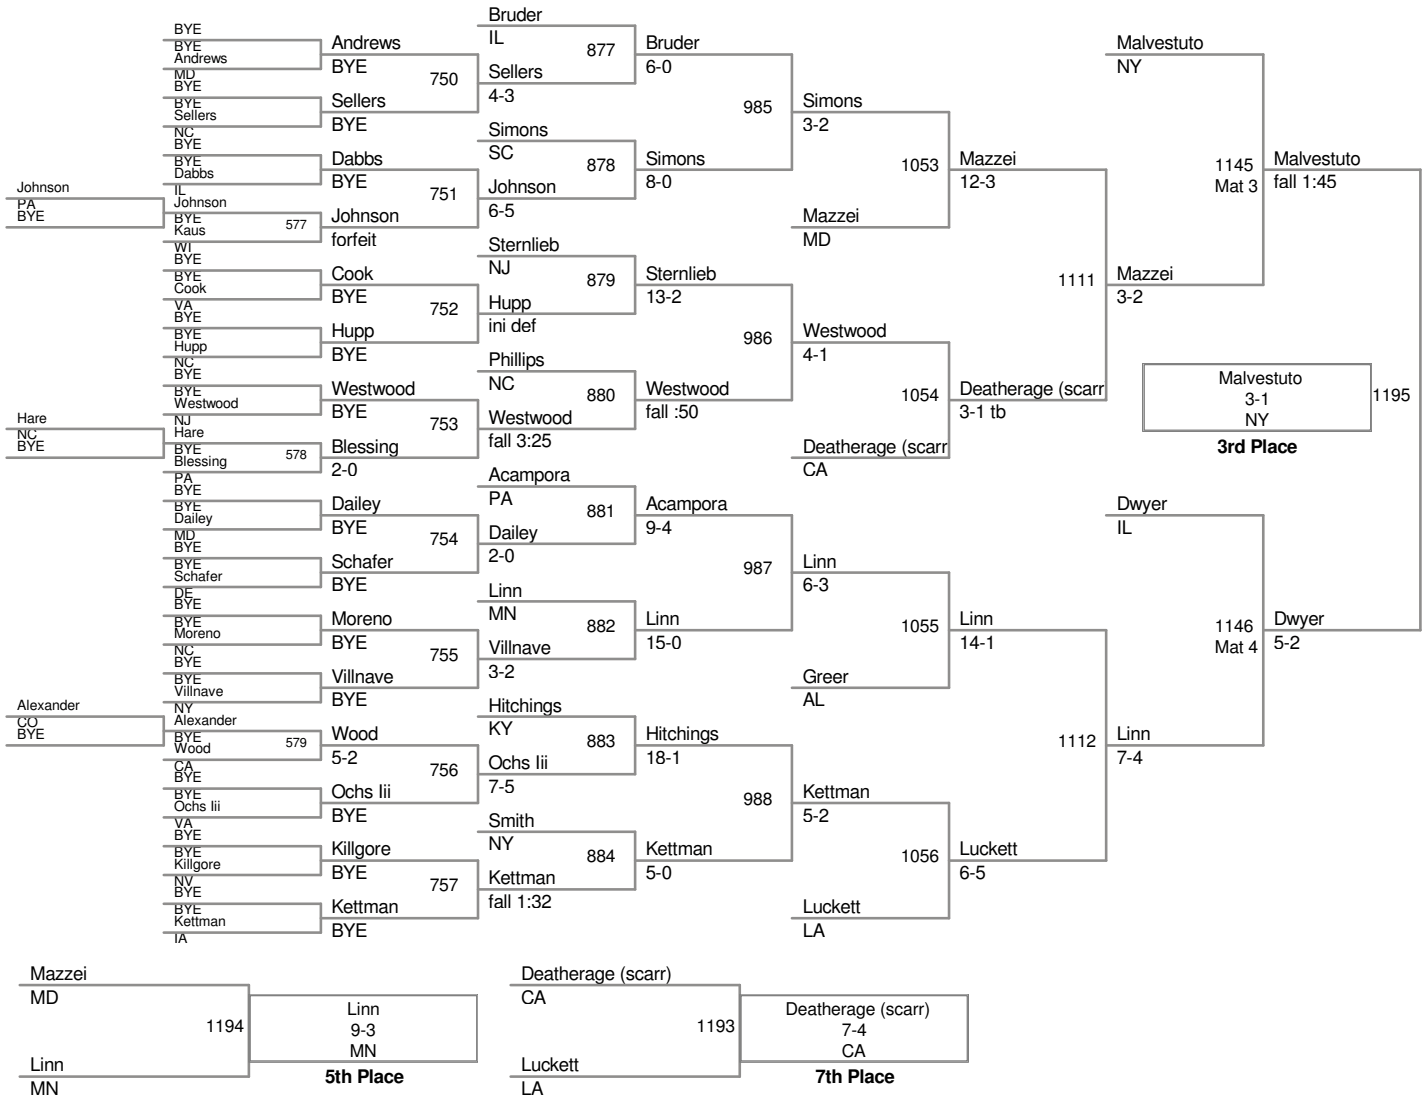 BYE
BYE
Andrews
MD
BYE
BYE
Sellers
NC
BYE
BYE
Dabbs
IL
Johnson
PA
BYE
Johnson
BYE
Kaus
577
WI
BYE
BYE
Cook
VA
BYE
BYE
Hupp
NC
BYE
BYE
Westwood
NJ
Hare
NC
BYE
Hare
BYE
Blessing
578
PA
BYE
BYE
Dailey
MD
BYE
BYE
Schafer
DE
BYE
BYE
Moreno
NC
BYE
BYE
Villnave
NY
Alexander
CO
BYE
Alexander
BYE
Wood
579
CA
BYE
BYE
Ochs Iii
VA
BYE
BYE
Killgore
NV
BYE
BYE
Kettman
IA
Andrews
BYE
750
Sellers
BYE
Dabbs
BYE
751
Johnson
forfeit
Cook
BYE
752
Hupp
BYE
Westwood
BYE
753
Blessing
2-0
Dailey
BYE
754
Schafer
BYE
Moreno
BYE
755
Villnave
BYE
Wood
5-2
756
Ochs Iii
BYE
Killgore
BYE
757
Kettman
BYE
Bruder
IL
877
Sellers
4-3
Simons
SC
878
Johnson
6-5
Sternlieb
NJ
879
Hupp
ini def
Phillips
NC
880
Westwood
fall 3:25
Acampora
PA
881
Dailey
2-0
Linn
MN
882
Villnave
3-2
Hitchings
KY
883
Ochs Iii
7-5
Smith
NY
884
Kettman
fall 1:32
Bruder
6-0
985
Simons
8-0
Sternlieb
13-2
986
Westwood
fall :50
Acampora
9-4
987
Linn
15-0
Hitchings
18-1
988
Kettman
5-0
Simons
3-2
1053
Mazzei
MD
Westwood
4-1
1054
Deatherage (scarr
CA
Linn
6-3
1055
Greer
AL
Kettman
5-2
1056
Luckett
LA
Mazzei
12-3
1111
Deatherage (scarr
3-1 tb
Linn
14-1
1112
Luckett
6-5
Malvestuto
NY
1145
Mat 3
Mazzei
3-2
Dwyer
IL
1146
Mat 4
Linn
7-4
Malvestuto
fall 1:45
Malvestuto
3-1
NY
1195
3rd Place
Dwyer
5-2
Mazzei
MD
1194
Linn
MN
Linn
9-3
MN
5th Place
Deatherage (scarr)
CA
1193
Luckett
LA
Deatherage (scarr)
7-4
CA
7th Place